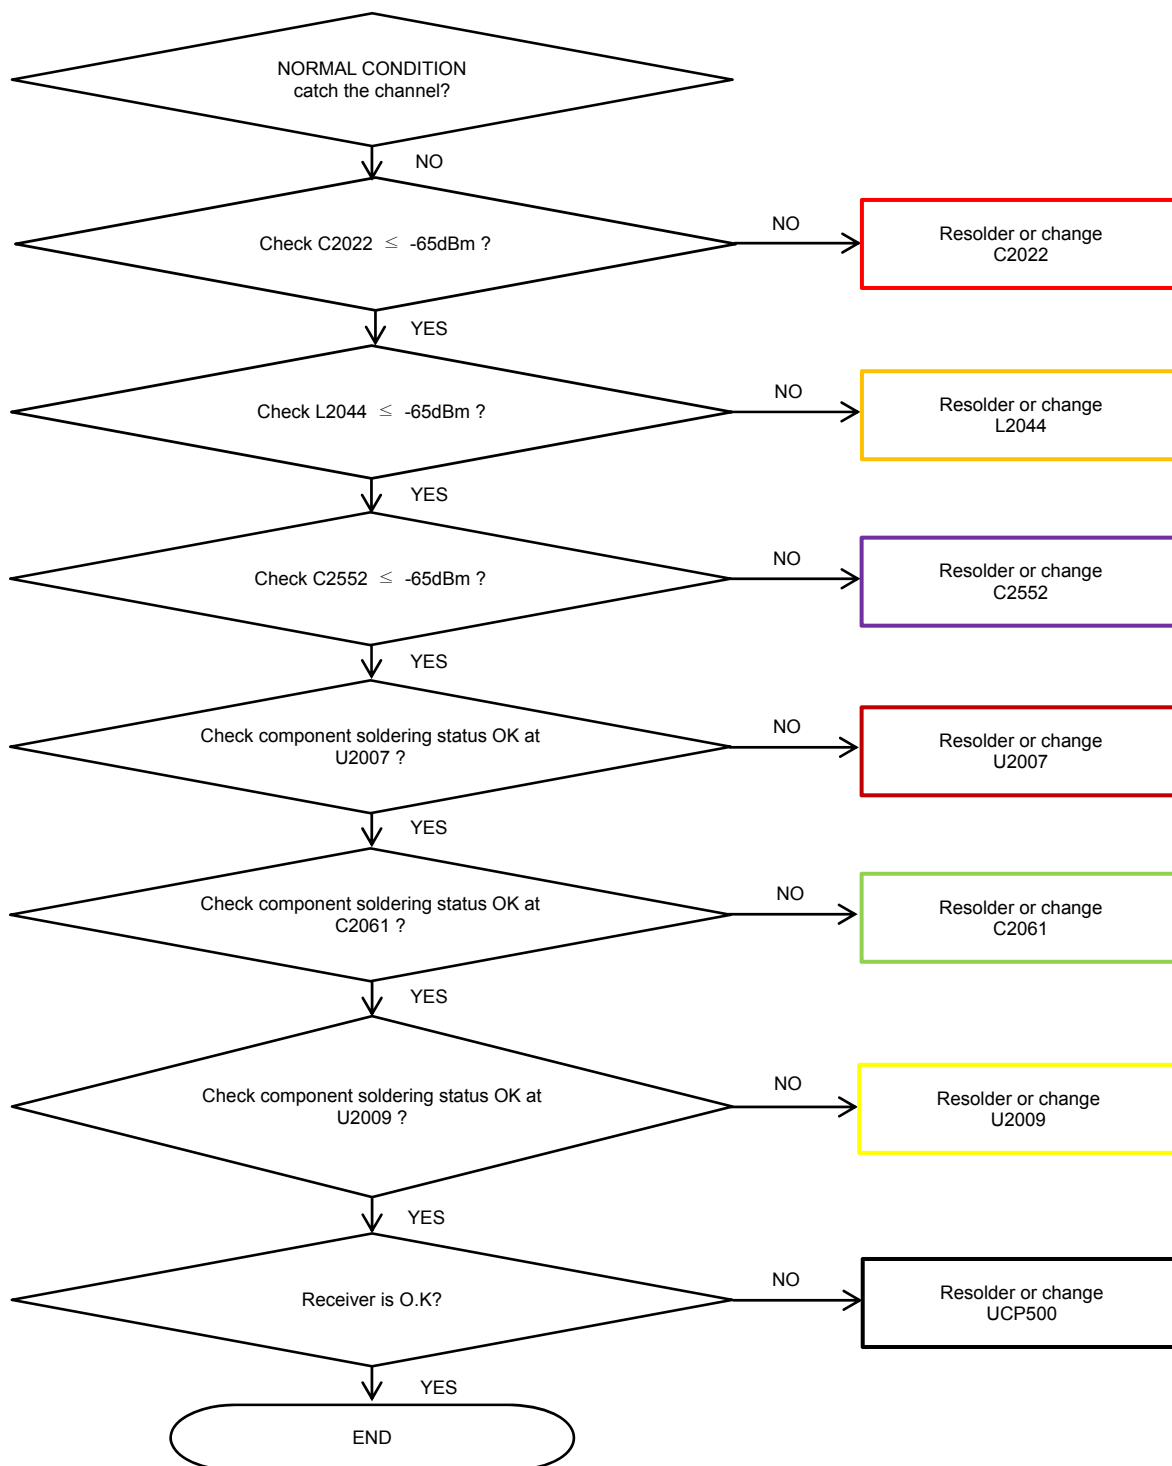 NORMAL CONDITION
catch the channel?
NO
Check C2022 ≤ -65dBm ?
NO
Resolder or change
C2022
YES
Check L2044 ≤ -65dBm ?
NO
Resolder or change
L2044
YES
Check C2552 ≤ -65dBm ?
NO
Resolder or change
C2552
YES
Check component soldering status OK at
U2007 ?
NO
Resolder or change
U2007
YES
Check component soldering status OK at
C2061 ?
NO
Resolder or change
C2061
YES
Check component soldering status OK at
U2009 ?
NO
Resolder or change
U2009
YES
Receiver is O.K?
NO
Resolder or change
UCP500
YES
END